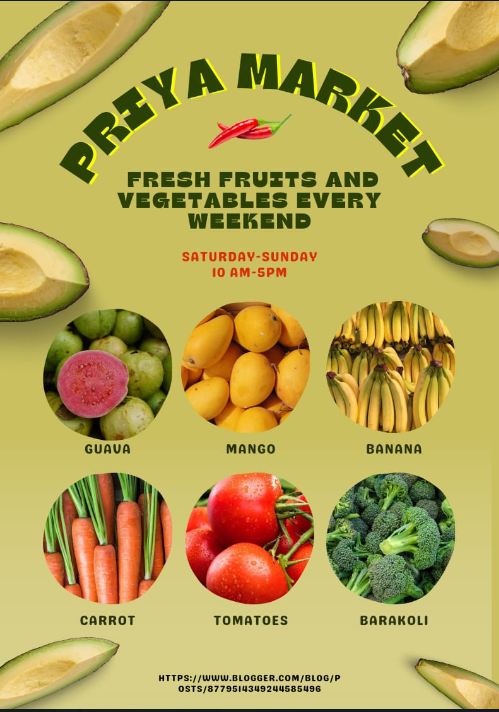 PRIYA MARKET
FRESH FRUITS AND
VEGETABLES EVERY
WEEKEND
SATURDAY-SUNDAY
10 AM-5PM
GUAVA
MANGO
BANANA
CARROT
TOMATOES
BARAKOLI
HTTPS://WWW.BLOGGER.COM/BLOG/P
OSTS/8779514349244585496